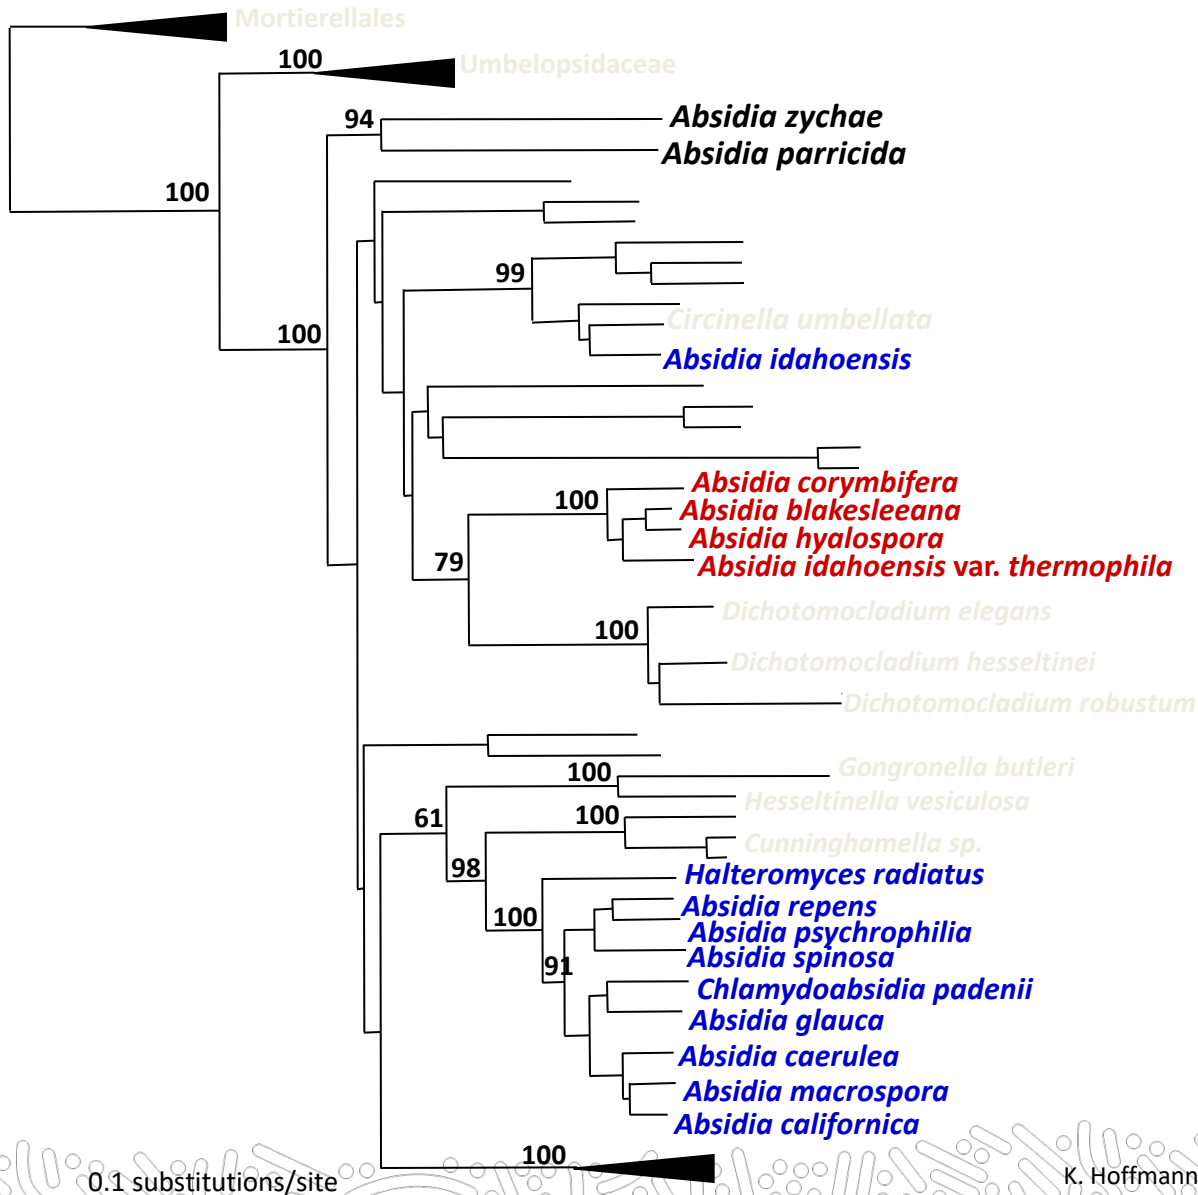 Mortierellales
100
Umbelopsidaceae
94
Absidia zychae
Absidia parricida
100
99
Circinella umbellata
100
Absidia idahoensis
Absidia corymbifera
100
Absidia blakesleeana
Absidia hyalospora
79
Absidia idahoensis var. thermophila
Dichotomocladium elegans
100
Dichotomocladium hesseltinei
Dichotomocladium robustum
Gongronella butleri
100
Hesseltinella vesiculosa
61
100
Cunninghamella sp.
98
Halteromyces radiatus
Absidia repens
100
Absidia psychrophilia
Absidia spinosa
91
Chlamydoabsidia padenii
Absidia glauca
Absidia caerulea
Absidia macrospora
Absidia californica
100
0.1 substitutions/site
K. Hoffmann